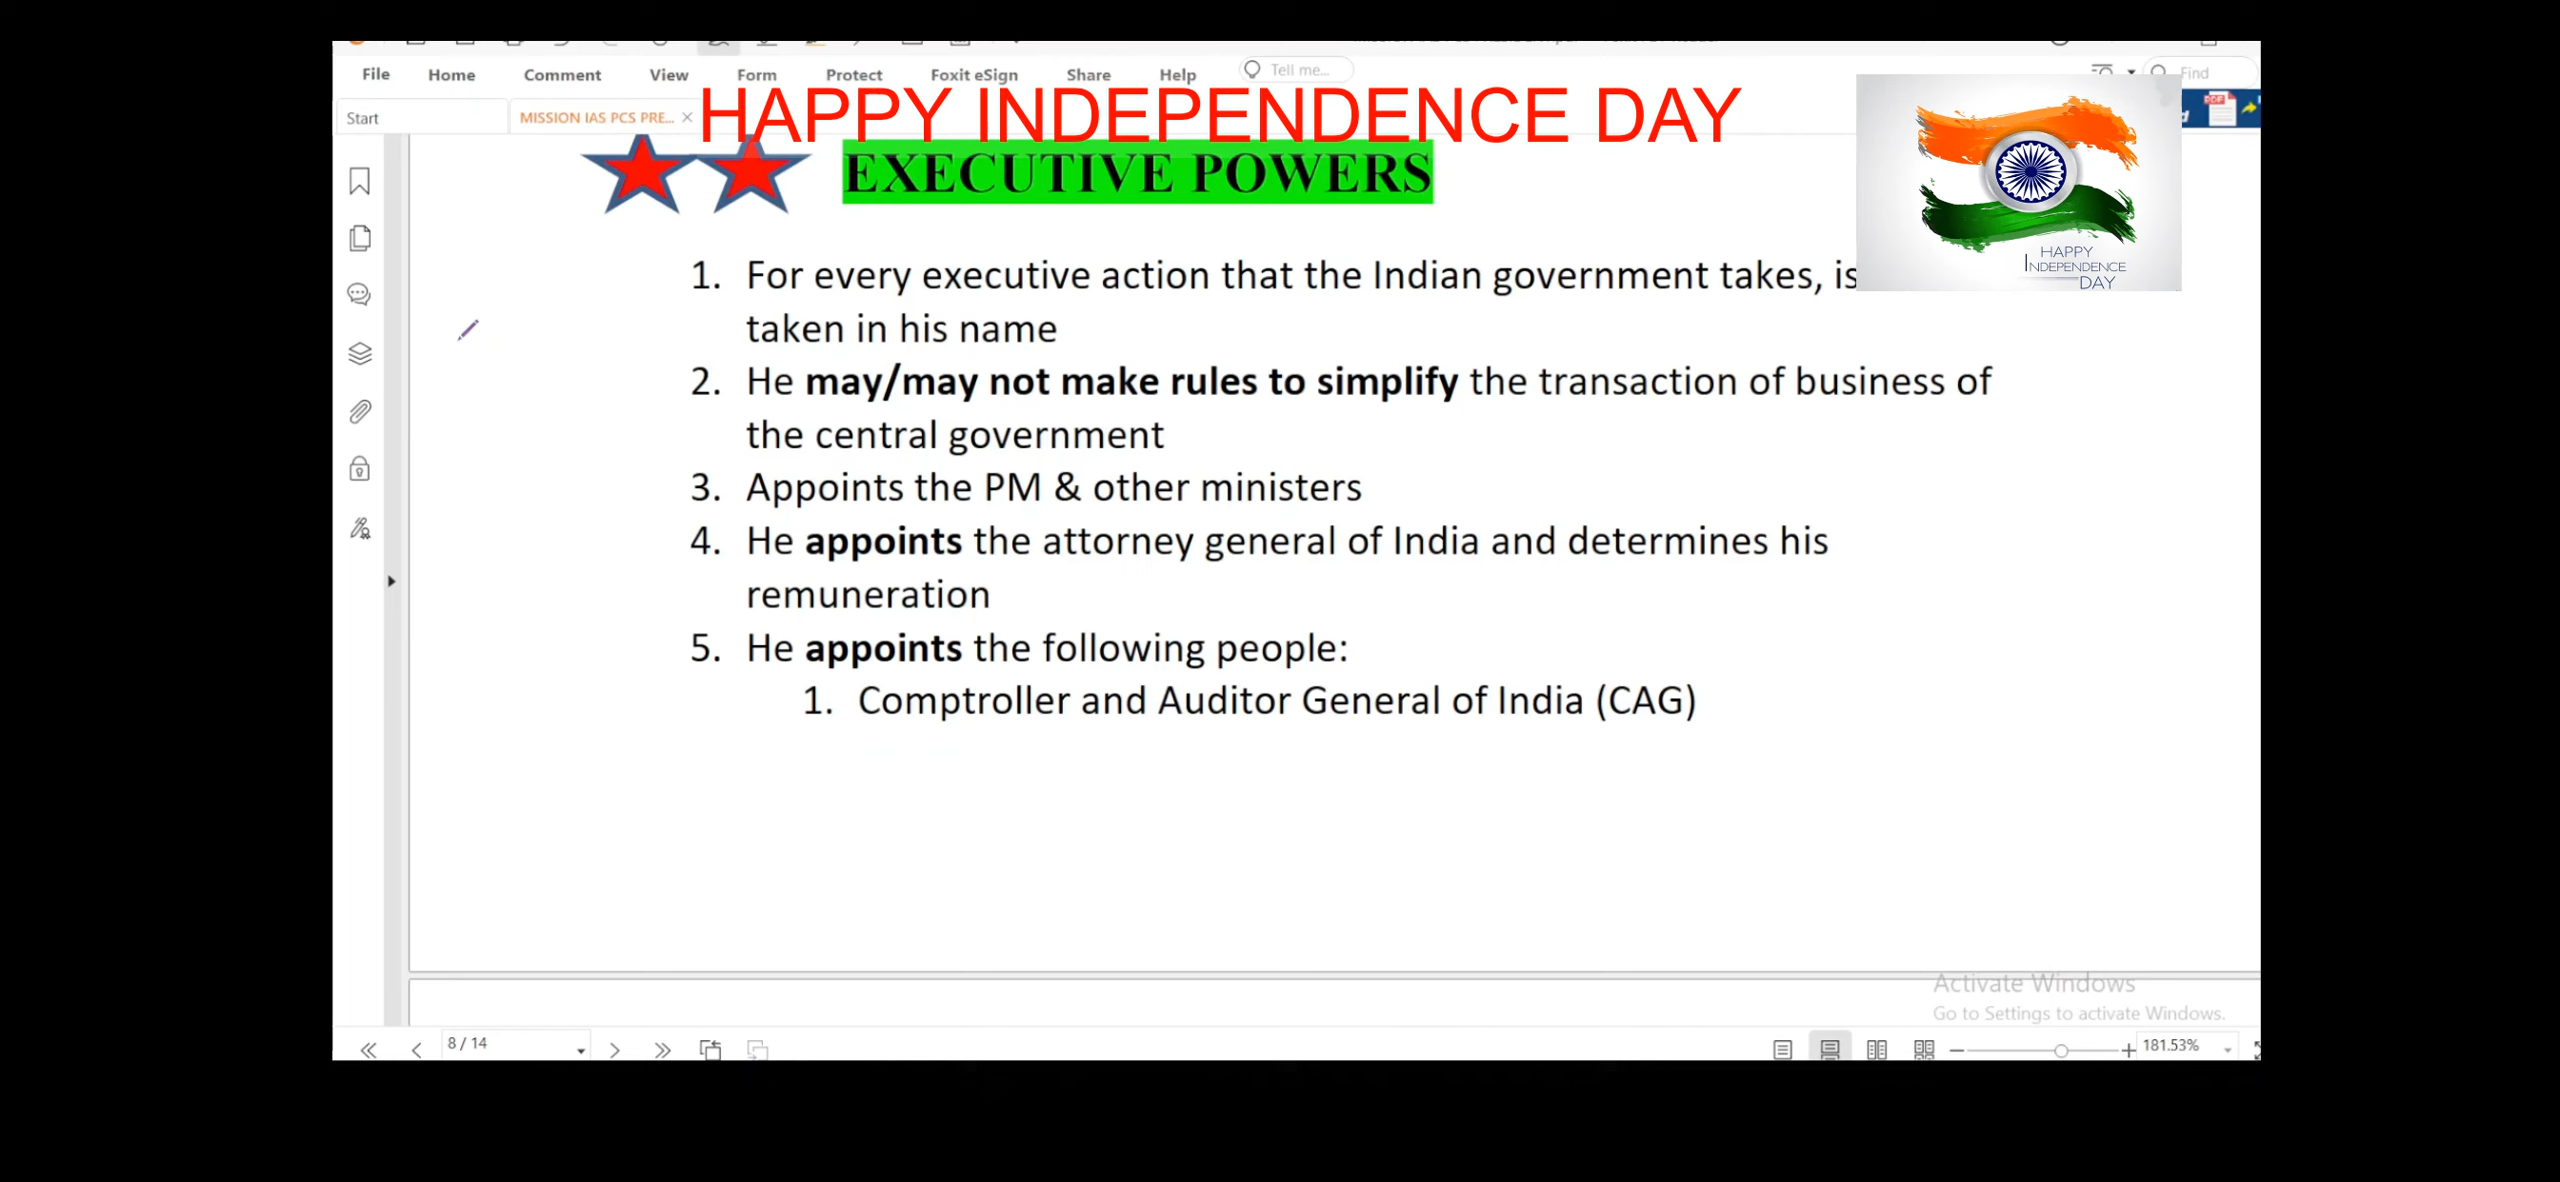 File Home Comment View Form Protect Foxit eSign Share Help Tell me... Find
Start MISSION IAS PCS PRE...
HAPPY INDEPENDENCE DAY
EXECUTIVE POWERS
HAPPY
INDEPENDENCE
DAY
1. For every executive action that the Indian government takes, is
taken in his name
2. He may/may not make rules to simplify the transaction of business of
the central government
3. Appoints the PM & other ministers
4. He appoints the attorney general of India and determines his
remuneration
5. He appoints the following people:
1. Comptroller and Auditor General of India (CAG)
Activate Windows
Go to Settings to activate Windows.
8 / 14 181.53%